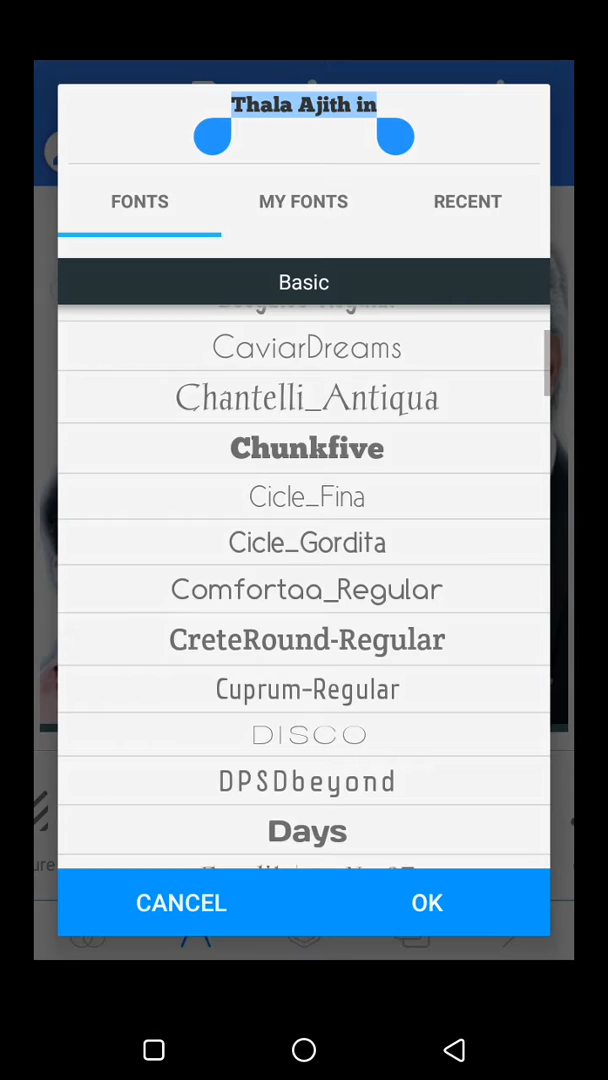 Thala Ajith in
FONTS
MY FONTS
RECENT
Basic
CaviarDreams
Chantelli_Antiqua
Chunkfive
Cicle_Fina
Cicle_Gordita
Comfortaa_Regular
CreteRound-Regular
Cuprum-Regular
DISCO
DPSDbeyond
Days
CANCEL
OK